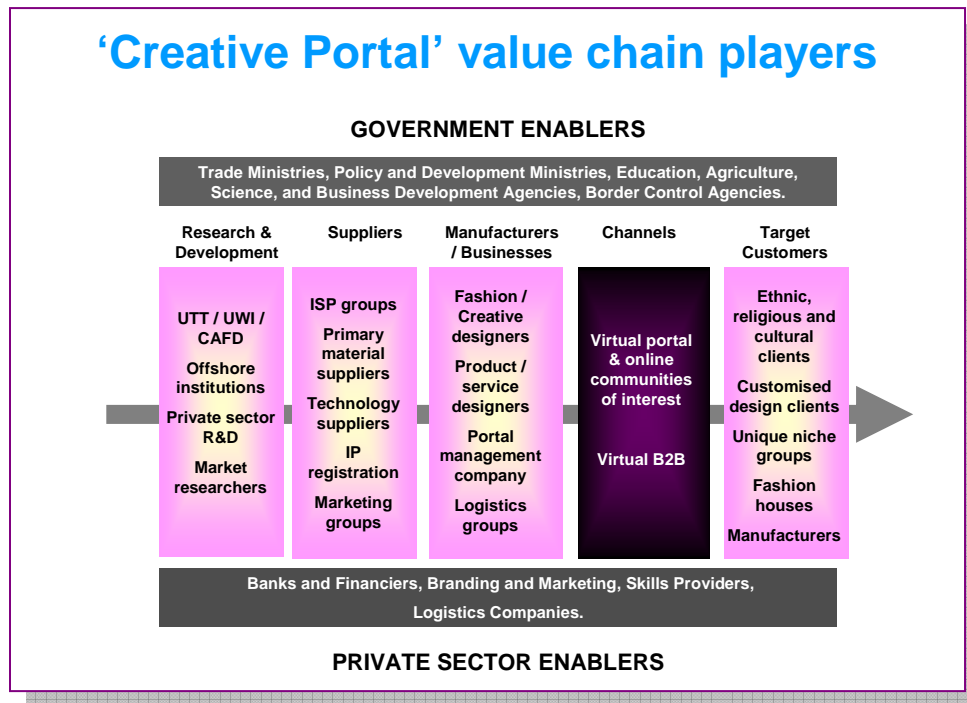 ‘Creative Portal’ value chain players
GOVERNMENT ENABLERS
Trade Ministries, Policy and Development Ministries, Education, Agriculture,
Science, and Business Development Agencies, Border Control Agencies.
Research &
Development
UTT / UWI /
CAFD
Offshore
institutions
Private sector
R&D
Market
researchers
Suppliers
ISP groups
Primary
material
suppliers
Technology
suppliers
IP
registration
Marketing
groups
Manufacturers
/ Businesses
Fashion /
Creative
designers
Product /
service
designers
Portal
management
company
Logistics
groups
Channels
Virtual portal
& online
communities
of interest
Virtual B2B
Target
Customers
Ethnic,
religious and
cultural
clients
Customised
design clients
Unique niche
groups
Fashion
houses
Manufacturers
Banks and Financiers, Branding and Marketing, Skills Providers,
Logistics Companies.
PRIVATE SECTOR ENABLERS